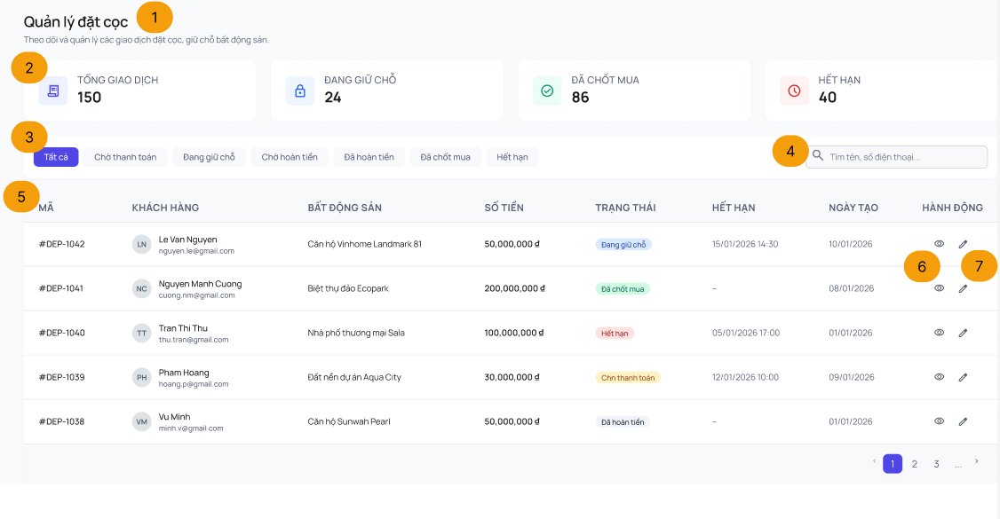 Quản lý đặt cọc
1
Theo dõi và quản lý các giao dịch đặt cọc, giữ chỗ bất động sản.
2
TỔNG GIAO DỊCH
150
ĐANG GIỮ CHỖ
24
ĐÃ CHỐT MUA
86
HẾT HẠN
40
3
Tất cả Chờ thanh toán Đang giữ chỗ Chờ hoàn tiền Đã hoàn tiền Đã chốt mua Hết hạn
4
Tìm tên, số điện thoại...
5
MÃ KHÁCH HÀNG BẤT ĐỘNG SẢN SỐ TIỀN TRẠNG THÁI HẾT HẠN NGÀY TẠO HÀNH ĐỘNG
#DEP-1042 LN Le Van Nguyen Căn hộ Vinhome Landmark 81 50,000,000 ₫ Đang giữ chỗ 15/01/2026 14:30 10/01/2026
nguyen.le@gmail.com
6 7
#DEP-1041 NC Nguyen Manh Cuong Biệt thự đảo Ecopark 200,000,000 ₫ Đã chốt mua – 08/01/2026
cuong.nm@gmail.com
#DEP-1040 TT Tran Thi Thu Nhà phố thương mại Sala 100,000,000 ₫ Hết hạn 05/01/2026 17:00 01/01/2026
thu.tran@gmail.com
#DEP-1039 PH Pham Hoang Đất nền dự án Aqua City 30,000,000 ₫ Chn thanh toán 12/01/2026 10:00 09/01/2026
hoang.p@gmail.com
#DEP-1038 VM Vu Minh Căn hộ Sunwah Pearl 50,000,000 ₫ Đã hoàn tiền – 01/01/2026
minh.v@gmail.com
‹ 1 2 3 ... ›